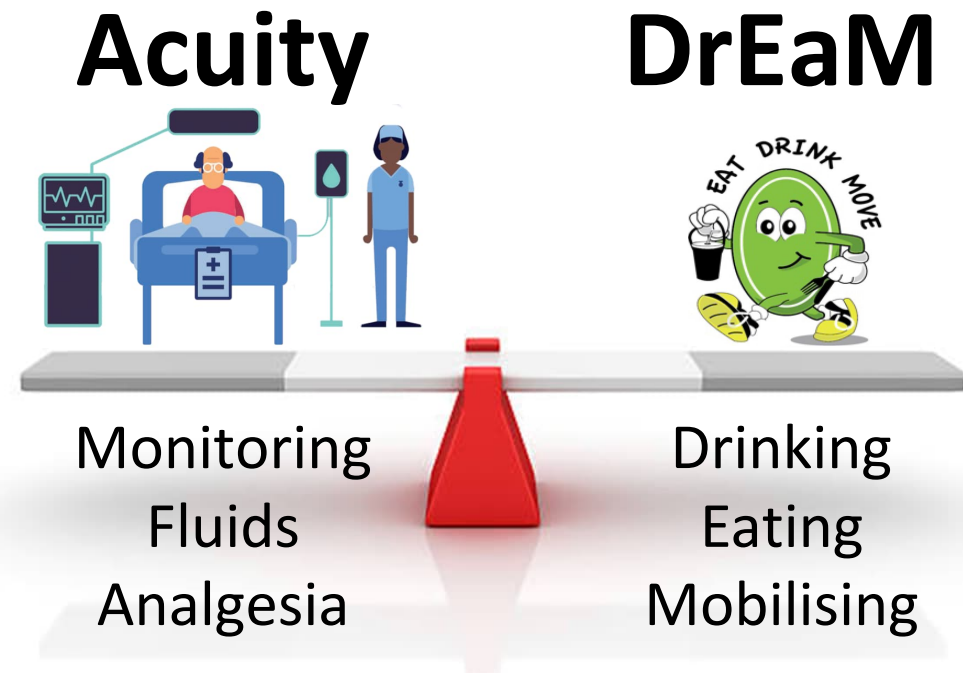 Acuity
DrEaM
EAT DRINK MOVE
Monitoring
Fluids
Analgesia
Drinking
Eating
Mobilising